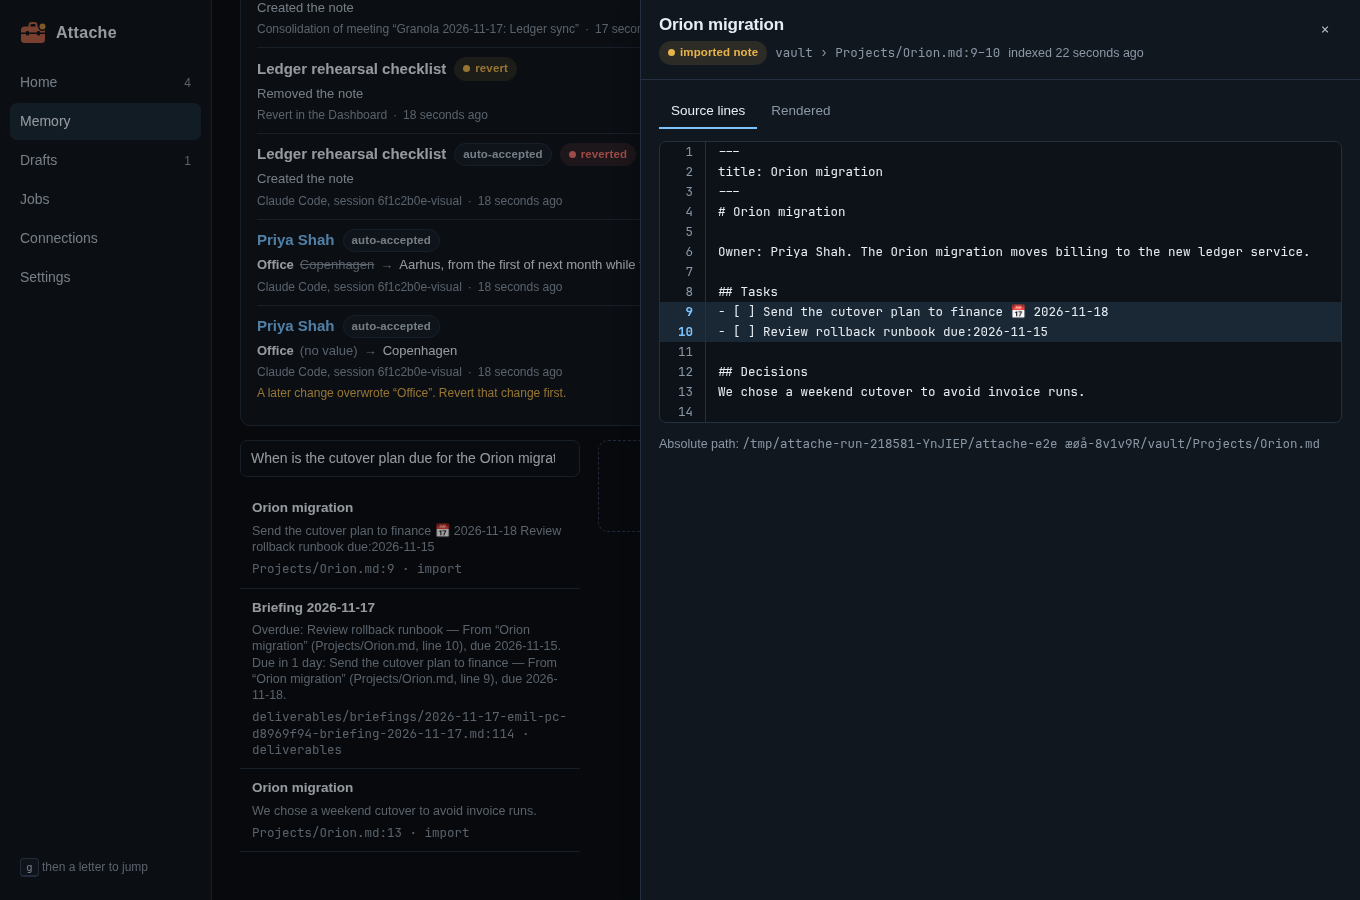 Attache
Home 4
Memory
Drafts 1
Jobs
Connections
Settings
g then a letter to jump
Created the note
Consolidation of meeting “Granola 2026-11-17: Ledger sync” · 17
Ledger rehearsal checklist revert
Removed the note
Revert in the Dashboard · 18 seconds ago
Ledger rehearsal checklist auto-accepted reverted
Created the note
Claude Code, session 6f1c2b0e-visual · 18 seconds ago
Priya Shah auto-accepted
Office Copenhagen → Aarhus, from the first of next month while
Claude Code, session 6f1c2b0e-visual · 18 seconds ago
Priya Shah auto-accepted
Office (no value) → Copenhagen
Claude Code, session 6f1c2b0e-visual · 18 seconds ago
A later change overwrote “Office”. Revert that change first.
When is the cutover plan due for the Orion
Orion migration
Send the cutover plan to finance 📅 2026-11-18 Review
rollback runbook due:2026-11-15
Projects/Orion.md:9 · import
Briefing 2026-11-17
Overdue: Review rollback runbook — From “Orion
migration” (Projects/Orion.md, line 10), due 2026-11-15.
Due in 1 day: Send the cutover plan to finance — From
“Orion migration” (Projects/Orion.md, line 9), due 2026-
11-18.
deliverables/briefings/2026-11-17-emil-pc-
d8969f94-briefing-2026-11-17.md:114 ·
deliverables
Orion migration
We chose a weekend cutover to avoid invoice runs.
Projects/Orion.md:13 · import
Orion migration ×
imported note vault › Projects/Orion.md:9–10 indexed 22 seconds ago
Source lines Rendered
1 ---
2 title: Orion migration
3 ---
4 # Orion migration
5
6 Owner: Priya Shah. The Orion migration moves billing to the new ledger service.
7
8 ## Tasks
9 - [ ] Send the cutover plan to finance 📅 2026-11-18
10 - [ ] Review rollback runbook due:2026-11-15
11
12 ## Decisions
13 We chose a weekend cutover to avoid invoice runs.
14
Absolute path: /tmp/attache-run-218581-YnJIEP/attache-e2e æøå-8v1v9R/vault/Projects/Orion.md